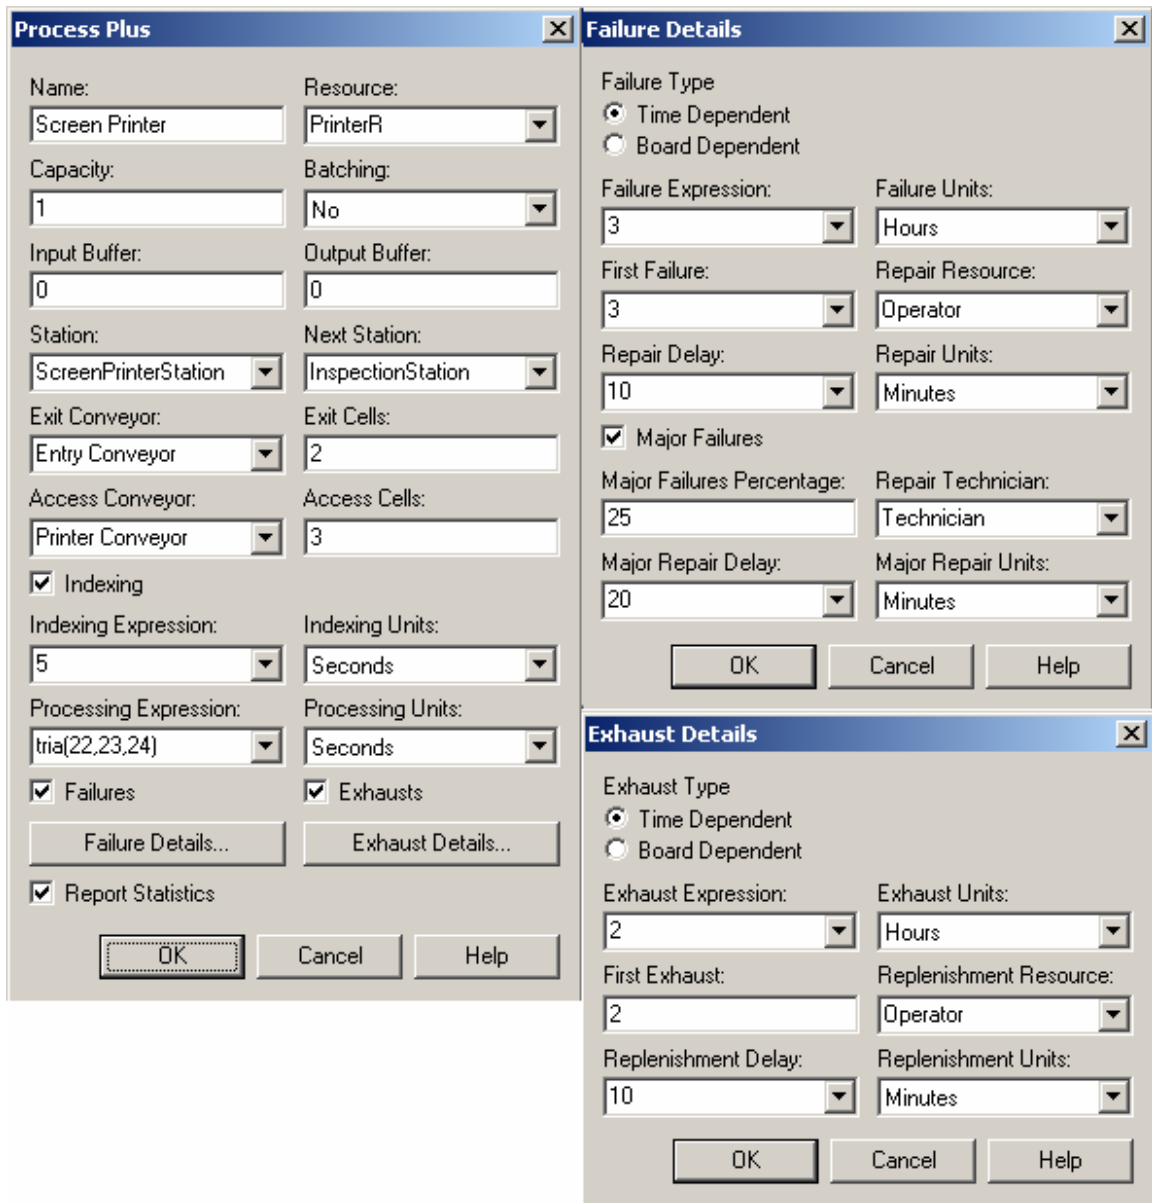 Process Plus
Name: Resource:
Screen Printer PrinterR
Capacity: Batching:
1 No
Input Buffer: Output Buffer:
0 0
Station: Next Station:
ScreenPrinterStation InspectionStation
Exit Conveyor: Exit Cells:
Entry Conveyor 2
Access Conveyor: Access Cells:
Printer Conveyor 3
Indexing
Indexing Expression: Indexing Units:
5 Seconds
Processing Expression: Processing Units:
tria(22,23,24) Seconds
Failures Exhausts
Failure Details... Exhaust Details...
Report Statistics
OK Cancel Help
Failure Details
Failure Type
Time Dependent
Board Dependent
Failure Expression: Failure Units:
3 Hours
First Failure: Repair Resource:
3 Operator
Repair Delay: Repair Units:
10 Minutes
Major Failures
Major Failures Percentage: Repair Technician:
25 Technician
Major Repair Delay: Major Repair Units:
20 Minutes
OK Cancel Help
Exhaust Details
Exhaust Type
Time Dependent
Board Dependent
Exhaust Expression: Exhaust Units:
2 Hours
First Exhaust: Replenishment Resource:
2 Operator
Replenishment Delay: Replenishment Units:
10 Minutes
OK Cancel Help